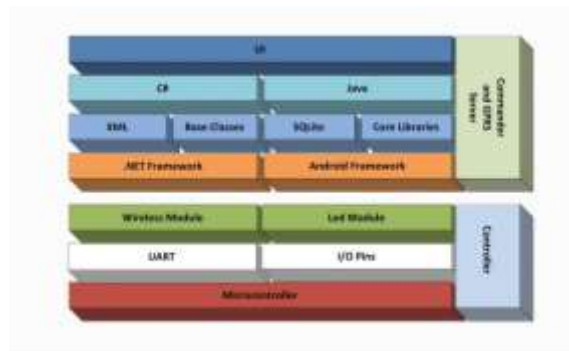 UI
C#
Java
XML
Base Classes
SQLite
Core Libraries
.NET Framework
Android Framework
Commander
and GPRS
Server
Wireless Module
Led Module
UART
I/O Pins
Microcontroller
Controller